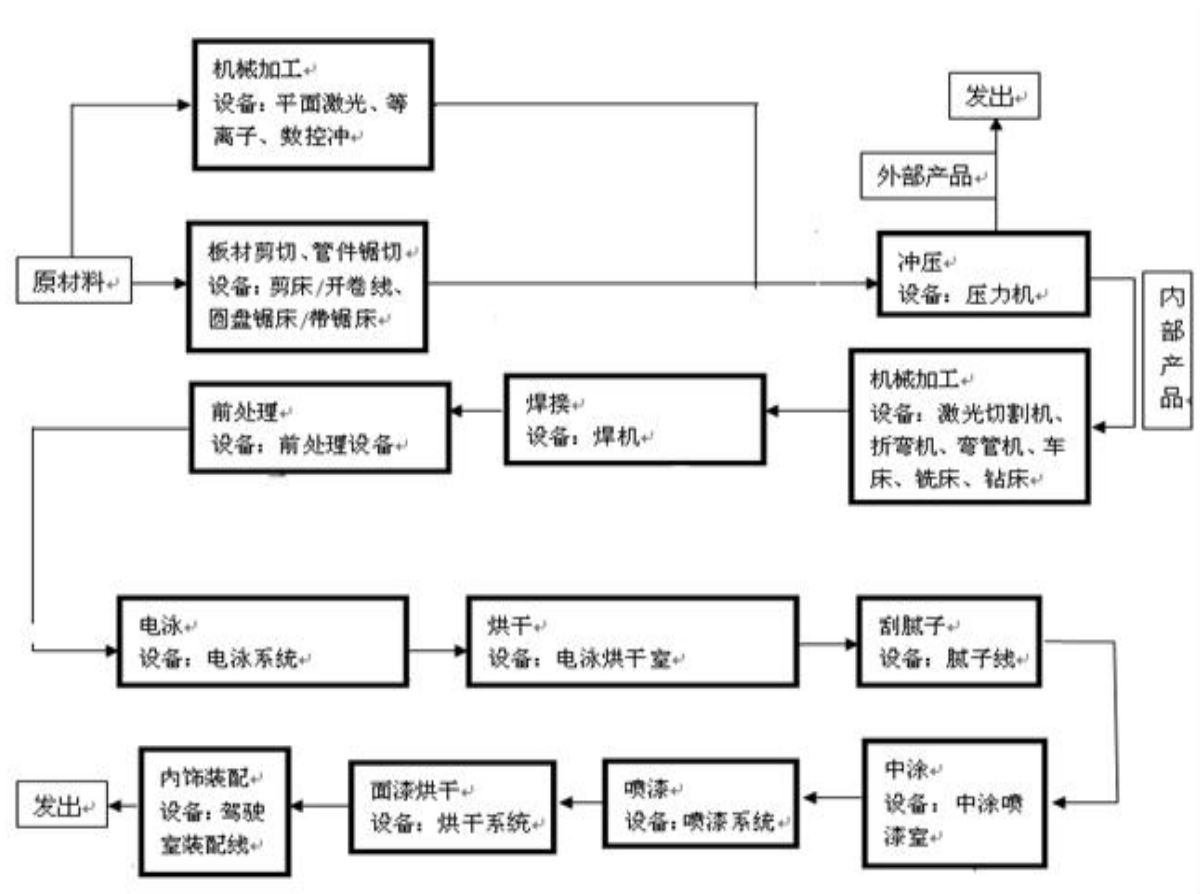 机械加工
设备：平面激光、等
离子、数控冲
发出
外部产品
原材料
板材剪切、管件锯切
设备：剪床/开卷线、
圆盘锯床/带锯床
冲压
设备：压力机
内
部
产
品
前处理
设备：前处理设备
焊接
设备：焊机
机械加工
设备：激光切割机、
折弯机、弯管机、车
床、铣床、钻床
电泳
设备：电泳系统
烘干
设备：电泳烘干室
刮腻子
设备：腻子线
发出
内饰装配
设备：驾驶
室装配线
面漆烘干
设备：烘干系统
喷漆
设备：喷漆系统
中涂
设备：中涂喷
漆室